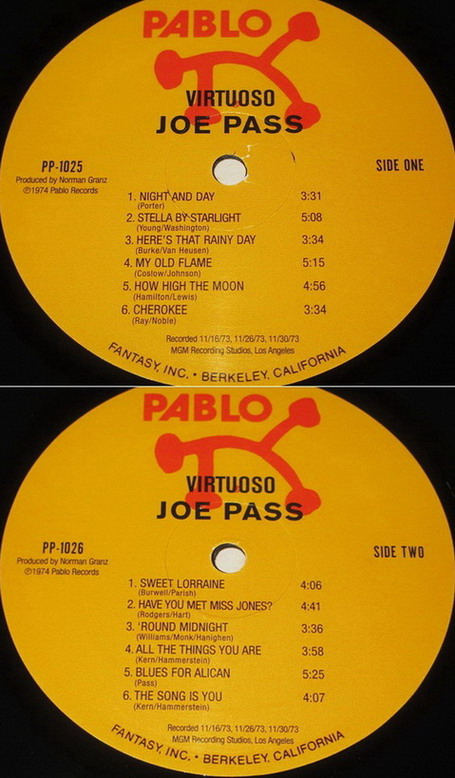 PABLO
VIRTUOSO
JOE PASS
PP-1025
Produced by Norman Granz
℗1974 Pablo Records
SIDE ONE
1. NIGHT AND DAY 3:31
(Porter)
2. STELLA BY STARLIGHT 5:08
(Young/Washington)
3. HERE'S THAT RAINY DAY 3:34
(Burke/Van Heusen)
4. MY OLD FLAME 5:15
(Coslow/Johnson)
5. HOW HIGH THE MOON 4:56
(Hamilton/Lewis)
6. CHEROKEE 3:34
(Ray/Noble)
Recorded 11/16/73, 11/26/73, 11/30/73
MGM Recording Studios, Los Angeles
FANTASY, INC. • BERKELEY, CALIFORNIA
PABLO
VIRTUOSO
JOE PASS
PP-1026
Produced by Norman Granz
℗1974 Pablo Records
SIDE TWO
1. SWEET LORRAINE 4:06
(Burwell/Parish)
2. HAVE YOU MET MISS JONES? 4:41
(Rodgers/Hart)
3. 'ROUND MIDNIGHT 3:36
(Williams/Monk/Hanighen)
4. ALL THE THINGS YOU ARE 3:58
(Kern/Hammerstein)
5. BLUES FOR ALICAN 5:25
(Pass)
6. THE SONG IS YOU 4:07
(Kern/Hammerstein)
Recorded 11/16/73, 11/26/73, 11/30/73
MGM Recording Studios, Los Angeles
FANTASY, INC. • BERKELEY, CALIFORNIA